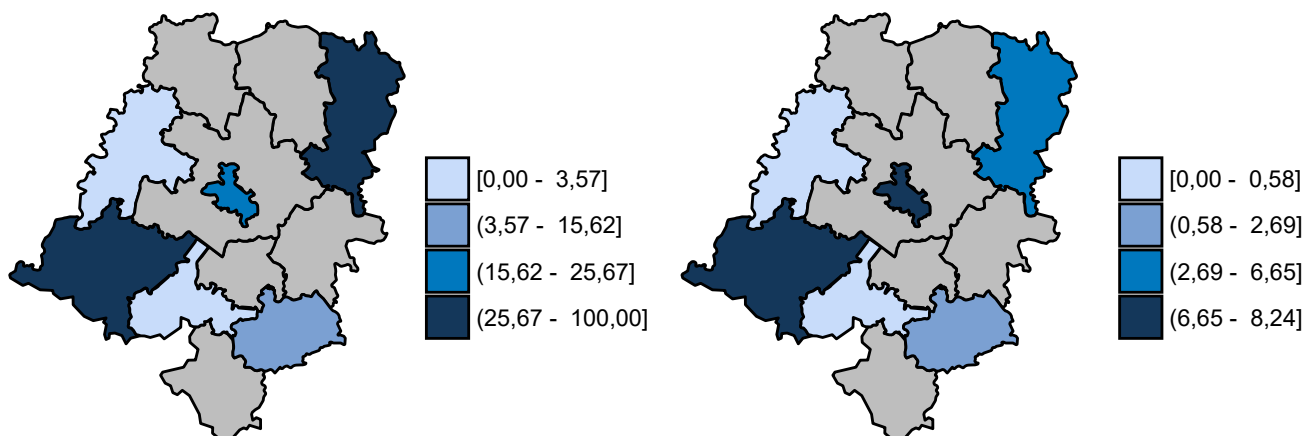 [0,00 - 3,57]
(3,57 - 15,62]
(15,62 - 25,67]
(25,67 - 100,00]
[0,00 - 0,58]
(0,58 - 2,69]
(2,69 - 6,65]
(6,65 - 8,24]